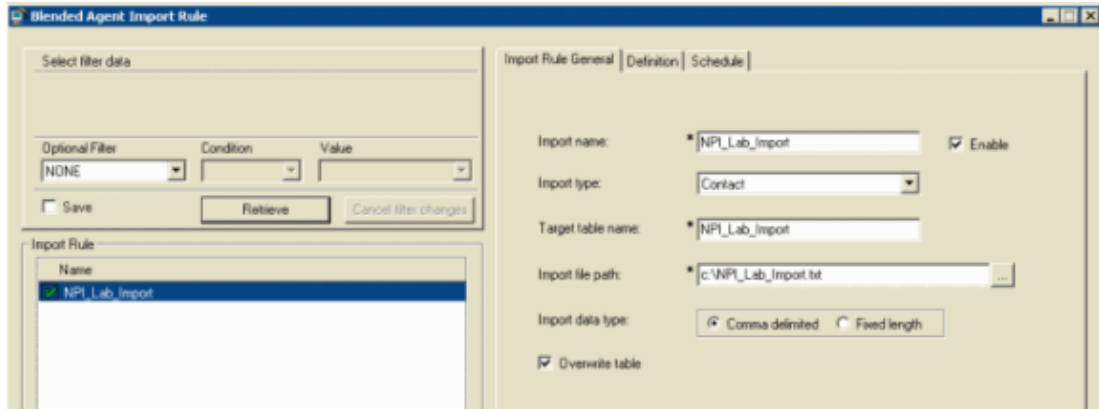 Blended Agent Import Rule
Select filter data
Optional Filter Condition Value
NONE
Save Retrieve Cancel filter changes
Import Rule
Name
NPI_Lab_Import
Import Rule General Definition Schedule
Import name: * NPI_Lab_Import Enable
Import type: Contact
Target table name: * NPI_Lab_Import
Import file path: * c:\NPI_Lab_Import.txt ...
Import data type: Comma delimited Fixed length
Overwrite table